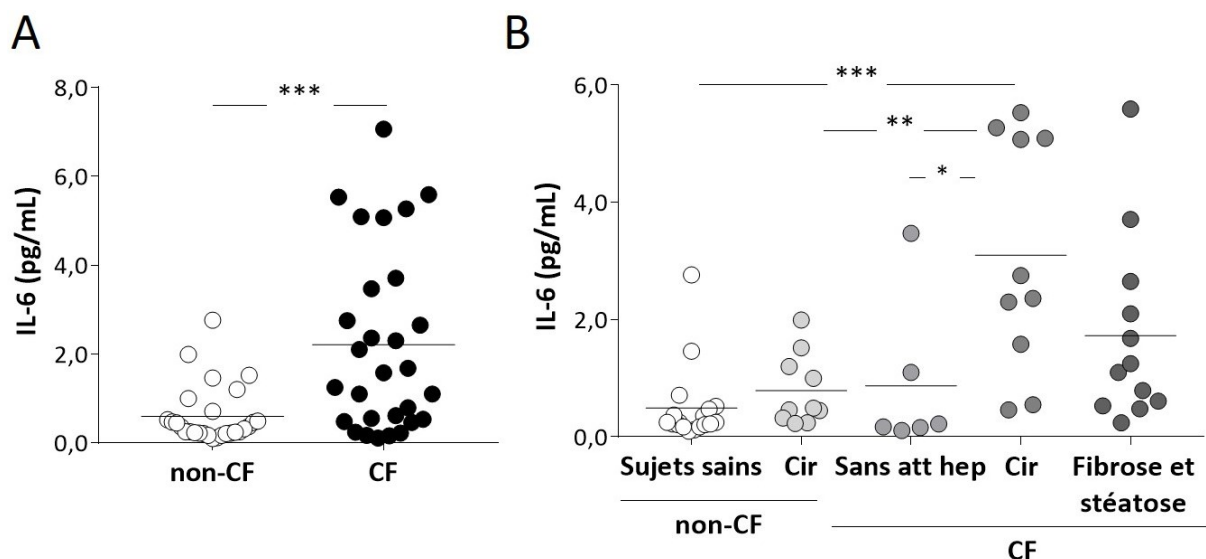 A
8,0
6,0
4,0
2,0
0,0
IL-6 (pg/mL)
***
non-CF
CF
B
6,0
4,0
2,0
0,0
IL-6 (pg/mL)
***
**
*
Sujets sains
Cir
Sans att hep
Cir
Fibrose et
stéatose
non-CF
CF